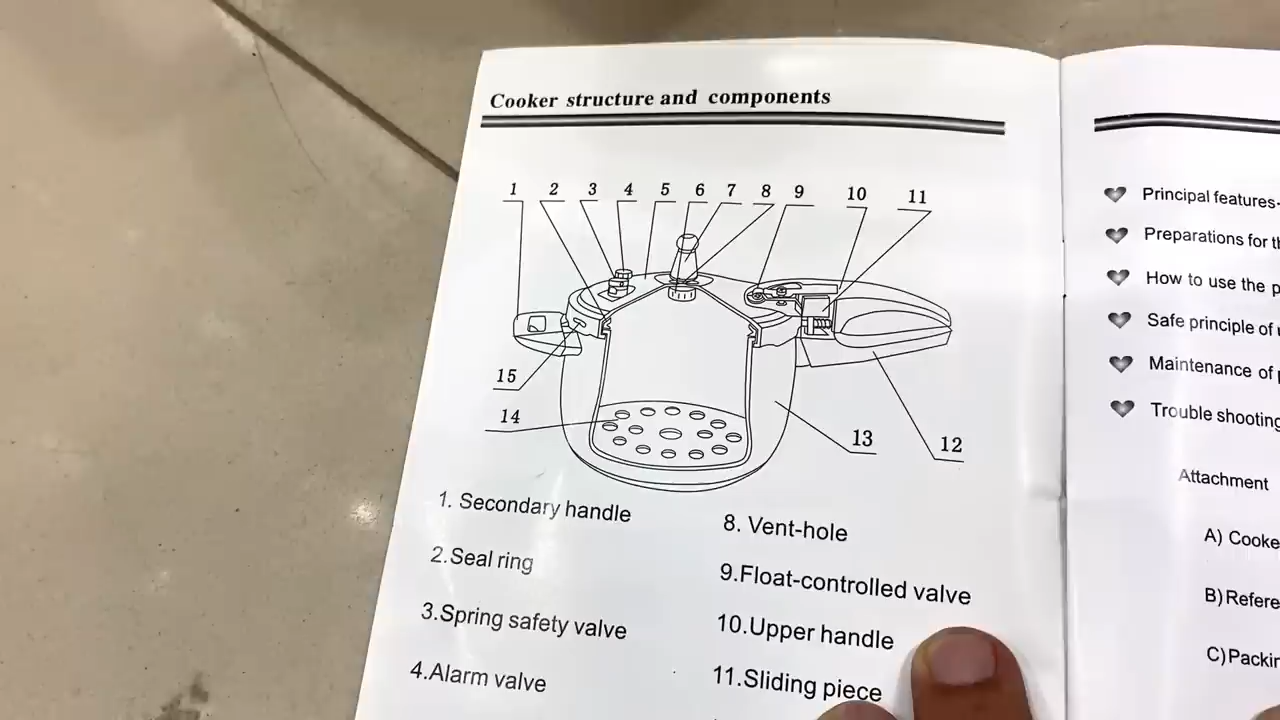 Cooker structure and components
1 2 3 4 5 6 7 8 9 10 11
15
14
13
12
1. Secondary handle
2.Seal ring
3.Spring safety valve
4.Alarm valve
8. Vent-hole
9.Float-controlled valve
10.Upper handle
11.Sliding piece
Principal features-
Preparations for
How to use the
Safe principle of
Maintenance of
Trouble shooting
Attachment
A) Cooke
B) Refere
C) Packin